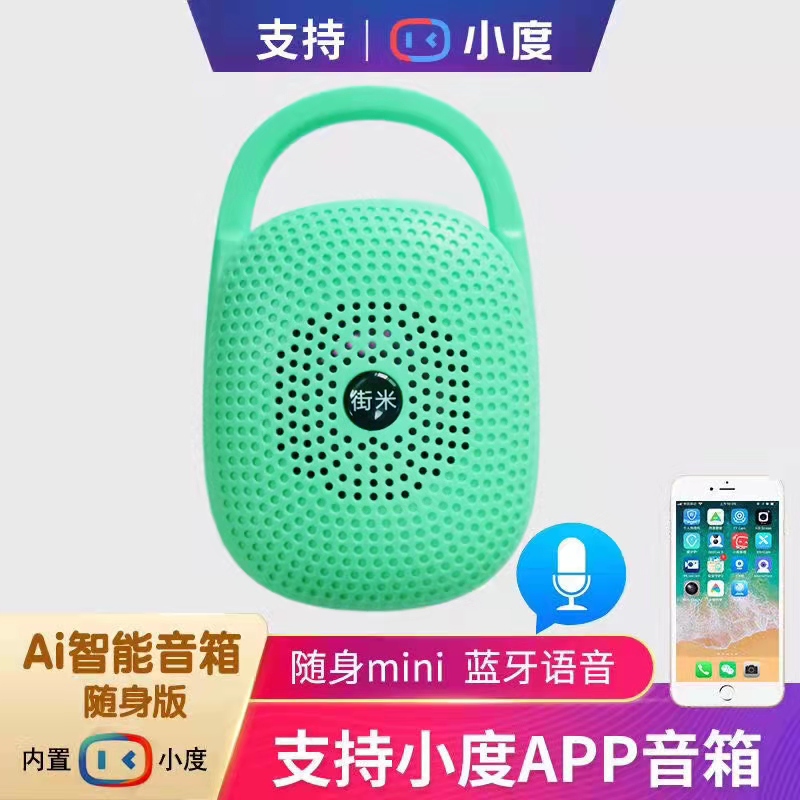 支持 | 小度
街米
Ai智能音箱
随身版
内置 小度
随身mini 蓝牙语音
支持小度APP音箱